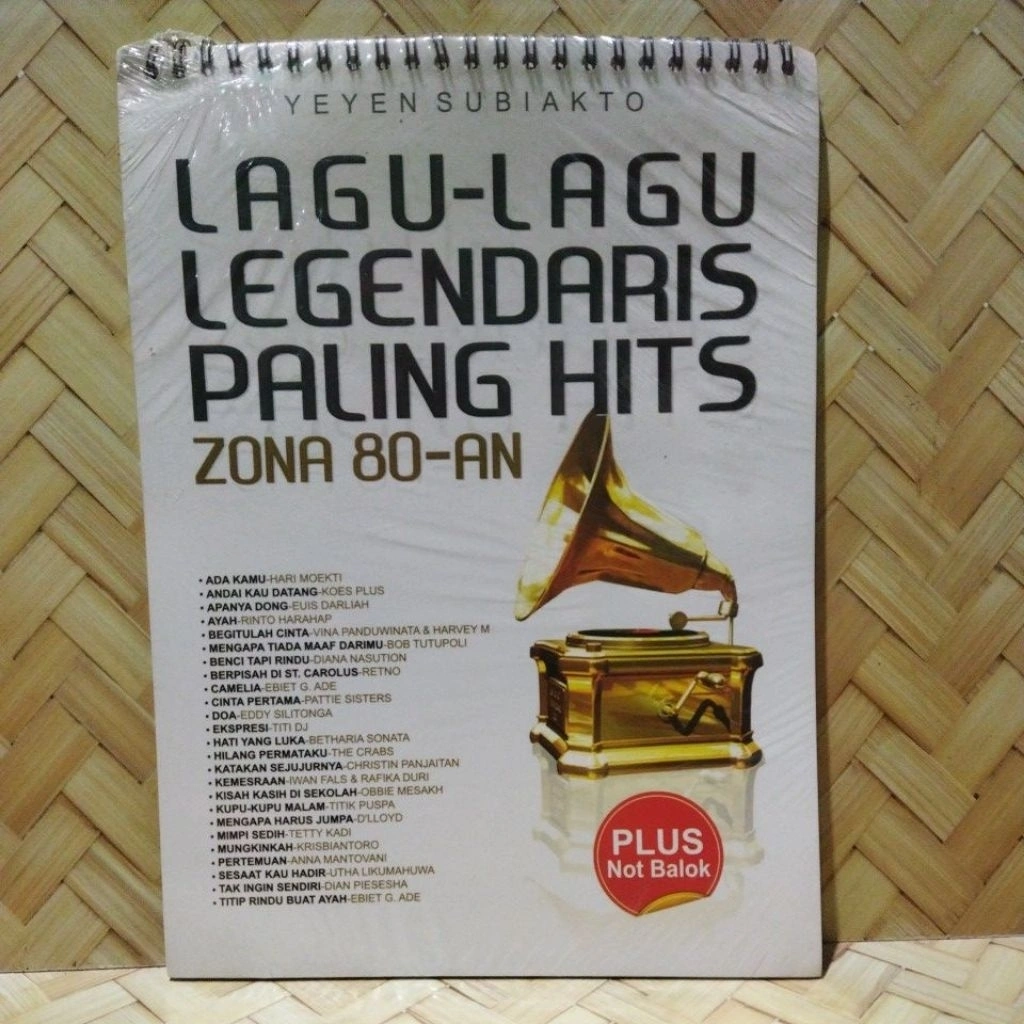 YEYEN SUBIAKTO
LAGU-LAGU
LEGENDARIS
PALING HITS
ZONA 80-AN
• ADA KAMU-HARI MOEKTI
• ANDAI KAU DATANG-KOES PLUS
• APANYA DONG-EUIS DARLIAH
• AYAH-RINTO HARAHAP
• BEGITULAH CINTA-VINA PANDUWINATA & HARVEY M
• MENGAPA TIADA MAAF DARIMU-BOB TUTUPOLI
• BENCI TAPI RINDU-DIANA NASUTION
• BERPISAH DI ST. CAROLUS-RETNO
• CAMELIA-EBIET G. ADE
• CINTA PERTAMA-PATTIE SISTERS
• DOA-EDDY SILITONGA
• EKSPRESI-TITI DJ
• HATI YANG LUKA-BETHARIA SONATA
• HILANG PERMATAKU-THE CRABS
• KATAKAN SEJUJURNYA-CHRISTIN PANJAITAN
• KEMESRAAN-IWAN FALS & RAFIKA DURI
• KISAH KASIH DI SEKOLAH-OBBIE MESAKH
• KUPU-KUPU MALAM-TITIK PUSPA
• MENGAPA HARUS JUMPA-D'LLOYD
• MIMPI SEDIH-TETTY KADI
• MUNGKINKAH-KRISBIANTORO
• PERTEMUAN-ANNA MANTOVANI
• SESAAT KAU HADIR-UTHA LIKUMAHUWA
• TAK INGIN SENDIRI-DIAN PIESESHA
• TITIP RINDU BUAT AYAH-EBIET G. ADE
PLUS
Not Balok